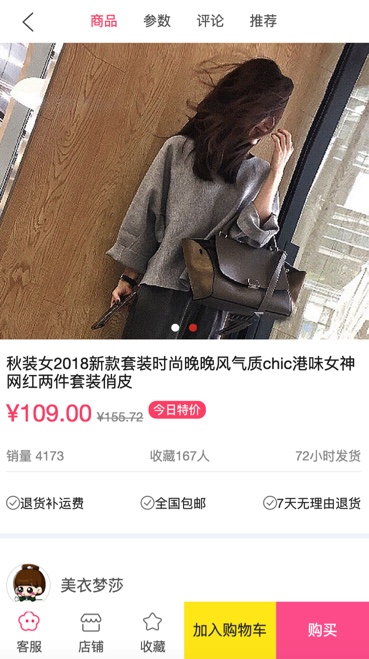 商品 参数 评论 推荐
秋装女2018新款套装时尚晚晚风气质chic港味女神
网红两件套装俏皮
¥109.00 ¥155.72 今日特价
销量 4173 收藏167人 72小时发货
退货补运费 全国包邮 7天无理由退货
美衣梦莎
客服 店铺 收藏 加入购物车 购买